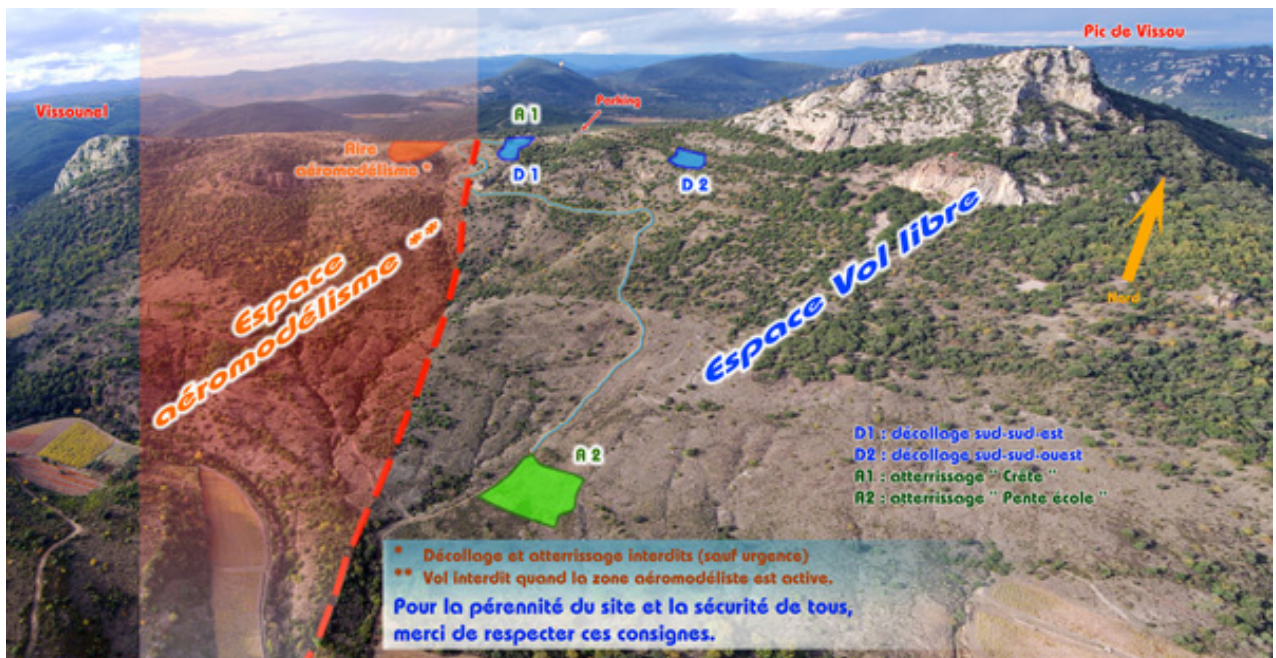 Pic de Vissou
Vissounel
Parking
A 1
Aire
aéromodélisme *
D 1
D 2
Espace
aéromodélisme **
Espace Vol libre
Nord
A 2
D1 : décollage sud-sud-est
D2 : décollage sud-sud-ouest
A1 : atterrissage " Crête "
A2 : atterrissage " Pente école "
* Décollage et atterrissage interdits (sauf urgence)
** Vol interdit quand la zone aéromodéliste est active.
Pour la pérennité du site et la sécurité de tous,
merci de respecter ces consignes.